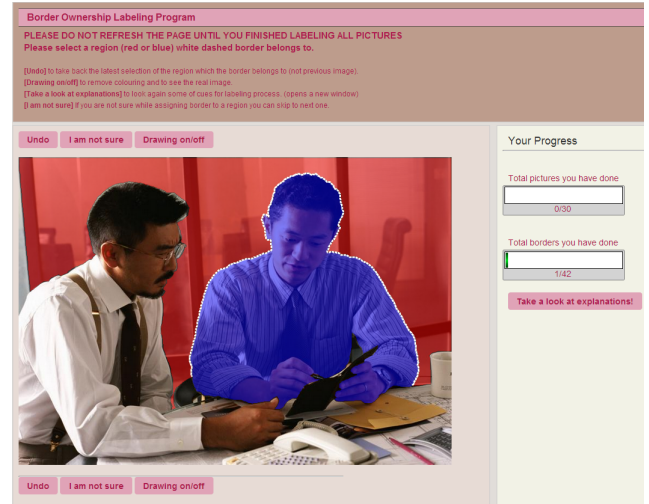 Border Ownership Labeling Program
PLEASE DO NOT REFRESH THE PAGE UNTIL YOU FINISHED LABELING ALL PICTURES
Please select a region (red or blue) white dashed border belongs to.
[Undo] to take back the latest selection of the region which the border belongs to (not previous image).
[Drawing on/off] to remove colouring and to see the real image.
[Take a look at explanations] to look again some of cues for labeling process. (opens a new window)
[I am not sure] if you are not sure while assigning border to a region you can skip to next one.
Undo I am not sure Drawing on/off
Your Progress
Total pictures you have done
0/30
Total borders you have done
1/42
Take a look at explanations!
Undo I am not sure Drawing on/off